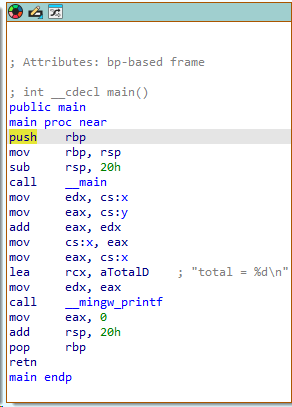 ; Attributes: bp-based frame
; int __cdecl main()
public main
main proc near
push rbp
mov rbp, rsp
sub rsp, 20h
call __main
mov edx, cs:x
mov eax, cs:y
add eax, edx
mov cs:x, eax
mov eax, cs:x
lea rcx, aTotalD ; "total = %d\n"
mov edx, eax
call __mingw_printf
mov eax, 0
add rsp, 20h
pop rbp
retn
main endp